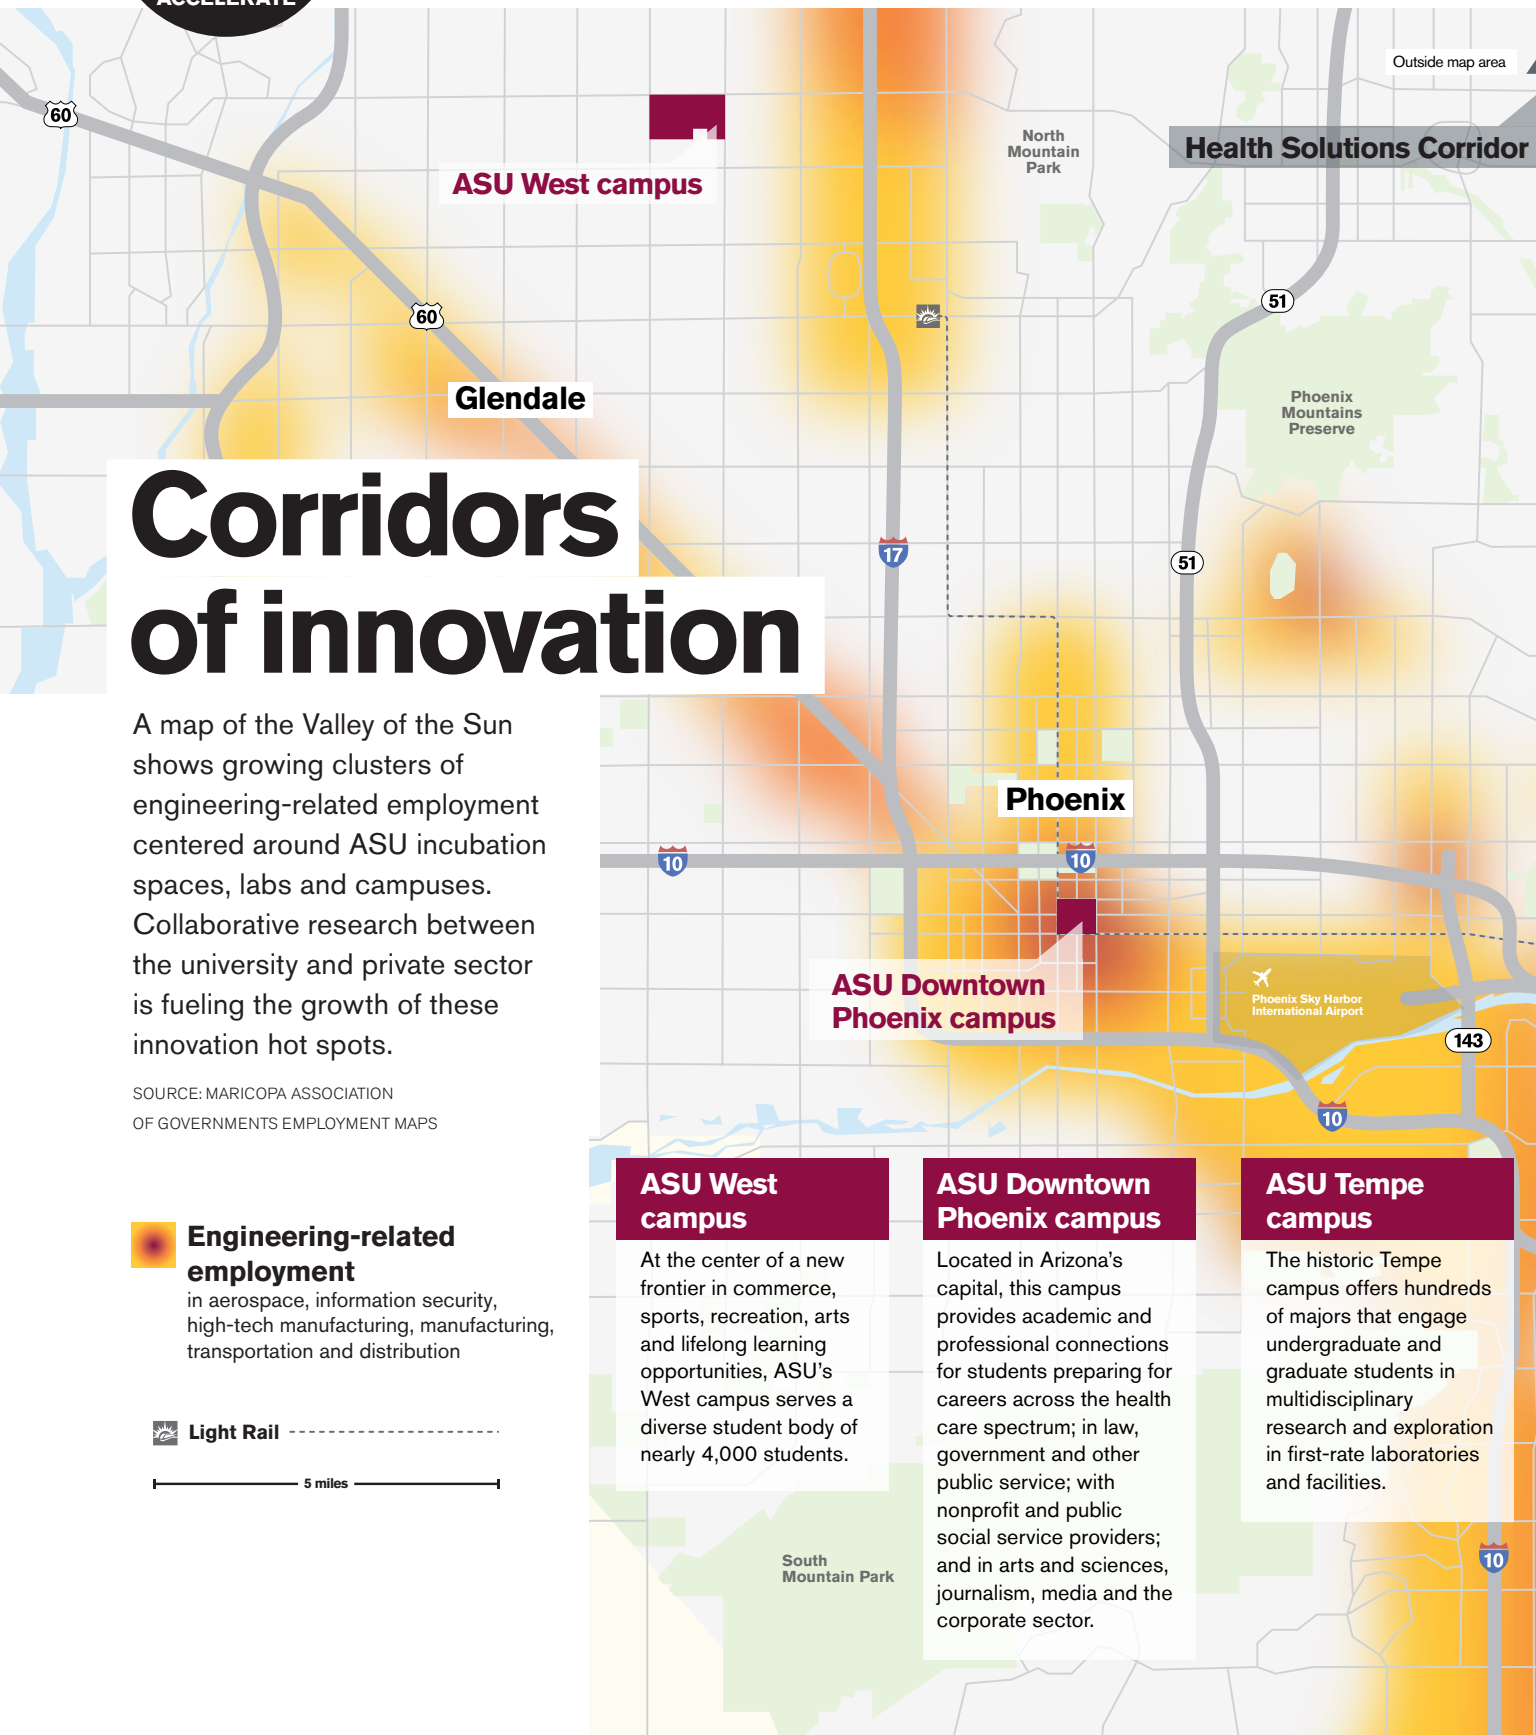 ACCELERATE
Outside map area
60
North
Mountain
Park
Health Solutions Corridor
ASU West campus
51
60
Glendale
Phoenix
Mountains
Preserve
Corridors
of innovation
17
51
A map of the Valley of the Sun
shows growing clusters of
engineering-related employment
centered around ASU incubation
spaces, labs and campuses.
Collaborative research between
the university and private sector
is fueling the growth of these
innovation hot spots.
SOURCE: MARICOPA ASSOCIATION
OF GOVERNMENTS EMPLOYMENT MAPS
Phoenix
10
10
ASU Downtown
Phoenix campus
Phoenix Sky Harbor
International Airport
143
10
Engineering-related
employment
in aerospace, information security,
high-tech manufacturing, manufacturing,
transportation and distribution
Light Rail
5 miles
ASU West
campus
At the center of a new
frontier in commerce,
sports, recreation, arts
and lifelong learning
opportunities, ASU's
West campus serves a
diverse student body of
nearly 4,000 students.
ASU Downtown
Phoenix campus
Located in Arizona's
capital, this campus
provides academic and
professional connections
for students preparing for
careers across the health
care spectrum; in law,
government and other
public service; with
nonprofit and public
social service providers;
and in arts and sciences,
journalism, media and the
corporate sector.
ASU Tempe
campus
The historic Tempe
campus offers hundreds
of majors that engage
undergraduate and
graduate students in
multidisciplinary
research and exploration
in first-rate laboratories
and facilities.
South
Mountain Park
10